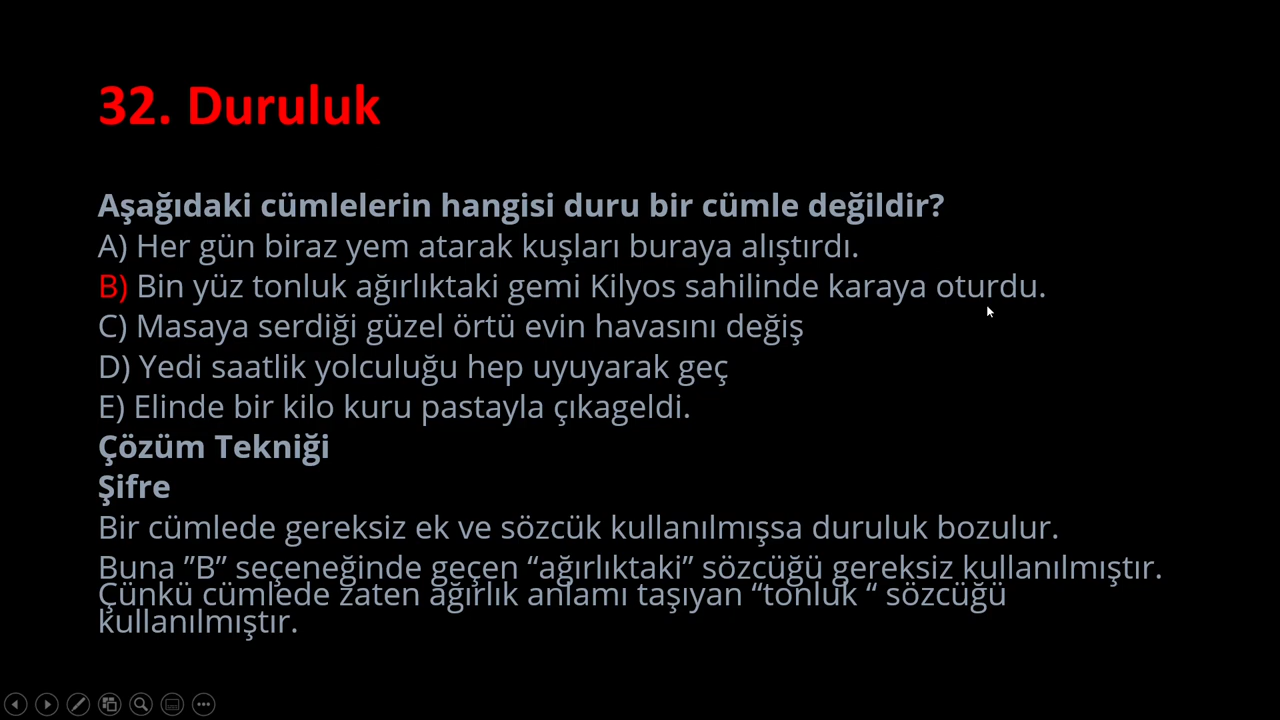 32. Duruluk
Aşağıdaki cümlelerin hangisi duru bir cümle değildir?
A) Her gün biraz yem atarak kuşları buraya alıştırdı.
B) Bin yüz tonluk ağırlıktaki gemi Kilyos sahilinde karaya oturdu.
C) Masaya serdiği güzel örtü evin havasını değiş
D) Yedi saatlik yolculuğu hep uyuyarak geç
E) Elinde bir kilo kuru pastayla çıkageldi.
Çözüm Tekniği
Şifre
Bir cümlede gereksiz ek ve sözcük kullanılmışsa duruluk bozulur.
Buna ”B” seçeneğinde geçen “ağırlıktaki” sözcüğü gereksiz kullanılmıştır.
Çünkü cümlede zaten ağırlık anlamı taşıyan “tonluk “ sözcüğü
kullanılmıştır.